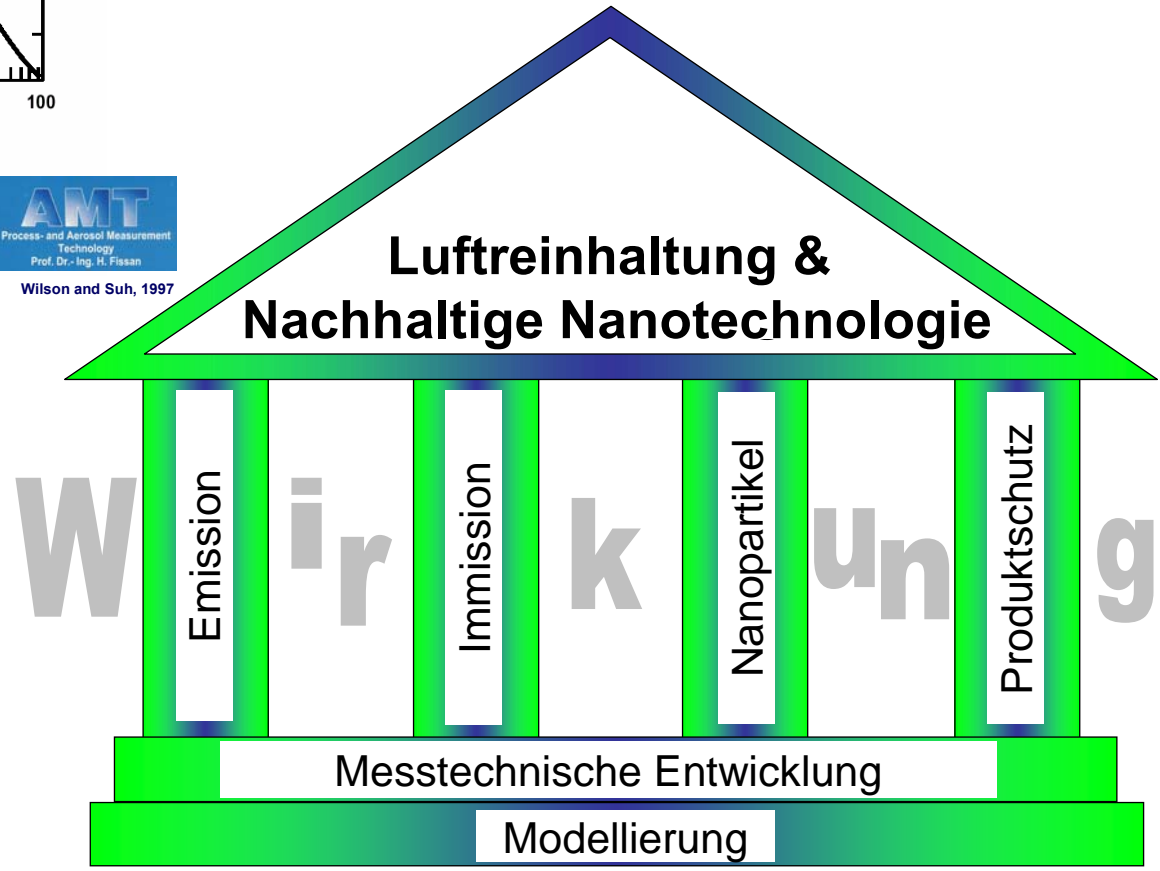 100
AMT
Process- and Aerosol Measurement
Technology
Prof. Dr.- Ing. H. Fissan
Wilson and Suh, 1997
Luftreinhaltung &
Nachhaltige Nanotechnologie
Wirkung
Emission
Immission
Nanopartikel
Produktschutz
Messtechnische Entwicklung
Modellierung